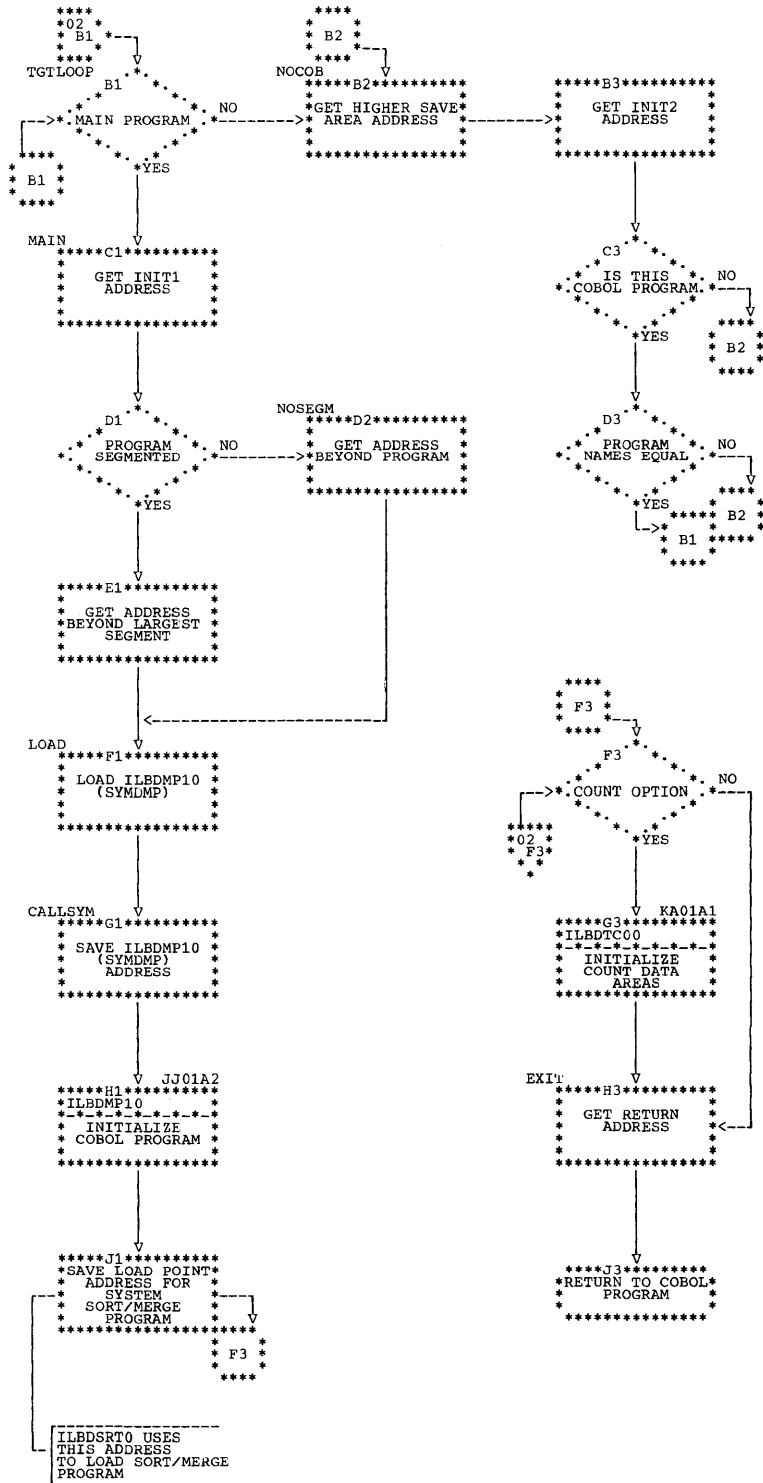 02
B1
TGTLOOP
B1
MAIN PROGRAM
NO
YES
B1
B2
NOCOB
B2
GET HIGHER SAVE
AREA ADDRESS
B3
GET INIT2
ADDRESS
MAIN
C1
GET INIT1
ADDRESS
C3
IS THIS
COBOL PROGRAM
NO
YES
B2
D1
PROGRAM
SEGMENTED
NO
YES
NOSEGM
D2
GET ADDRESS
BEYOND PROGRAM
D3
PROGRAM
NAMES EQUAL
NO
YES
B2
B1
E1
GET ADDRESS
BEYOND LARGEST
SEGMENT
F3
LOAD
F1
LOAD ILBDMP10
(SYMDMP)
F3
COUNT OPTION
NO
YES
02
F3
CALLSYM
G1
SAVE ILBDMP10
(SYMDMP)
ADDRESS
KA01A1
G3
ILBDTC00
INITIALIZE
COUNT DATA
AREAS
JJ01A2
H1
ILBDMP10
INITIALIZE
COBOL PROGRAM
EXIT
H3
GET RETURN
ADDRESS
J1
SAVE LOAD POINT
ADDRESS FOR
SYSTEM
SORT/MERGE
PROGRAM
F3
J3
RETURN TO COBOL
PROGRAM
ILBDSRT0 USES
THIS ADDRESS
TO LOAD SORT/MERGE
PROGRAM